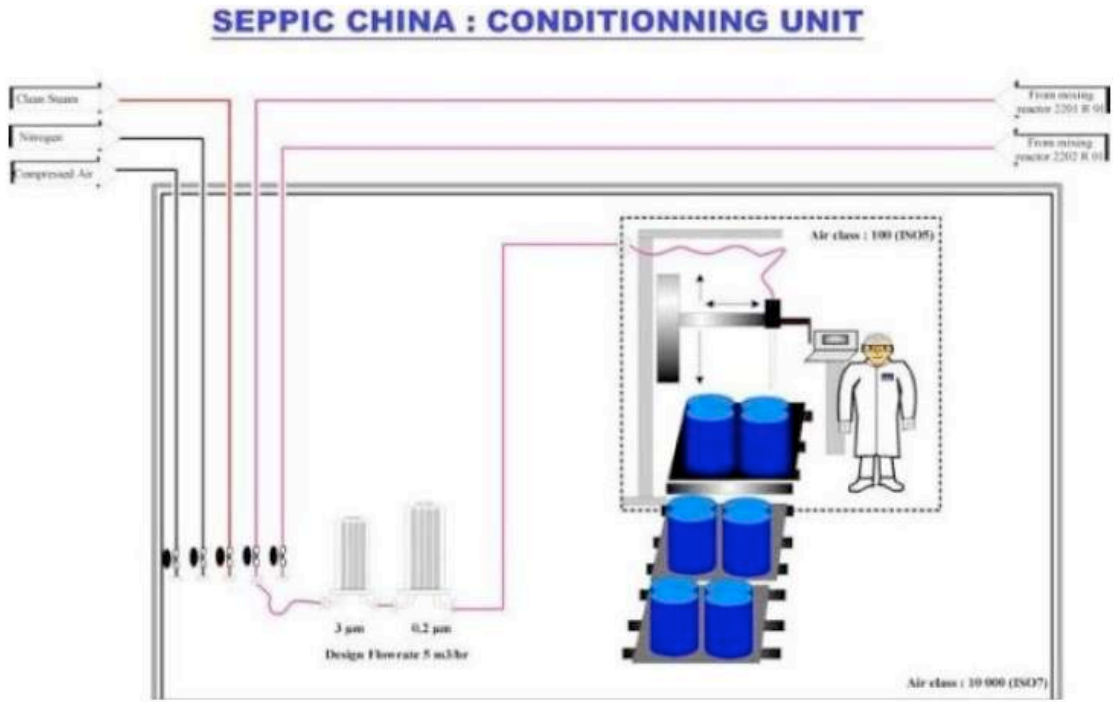 SEPPIC CHINA : CONDITIONNING UNIT
Clean Steam
Nitrogen
Compressed Air
From mixing
reactor 2201 R 01
From mixing
reactor 2202 R 01
Air class : 100 (ISO5)
3 µm
0.2 µm
Design Flowrate 5 m3/hr
Air class : 10 000 (ISO7)